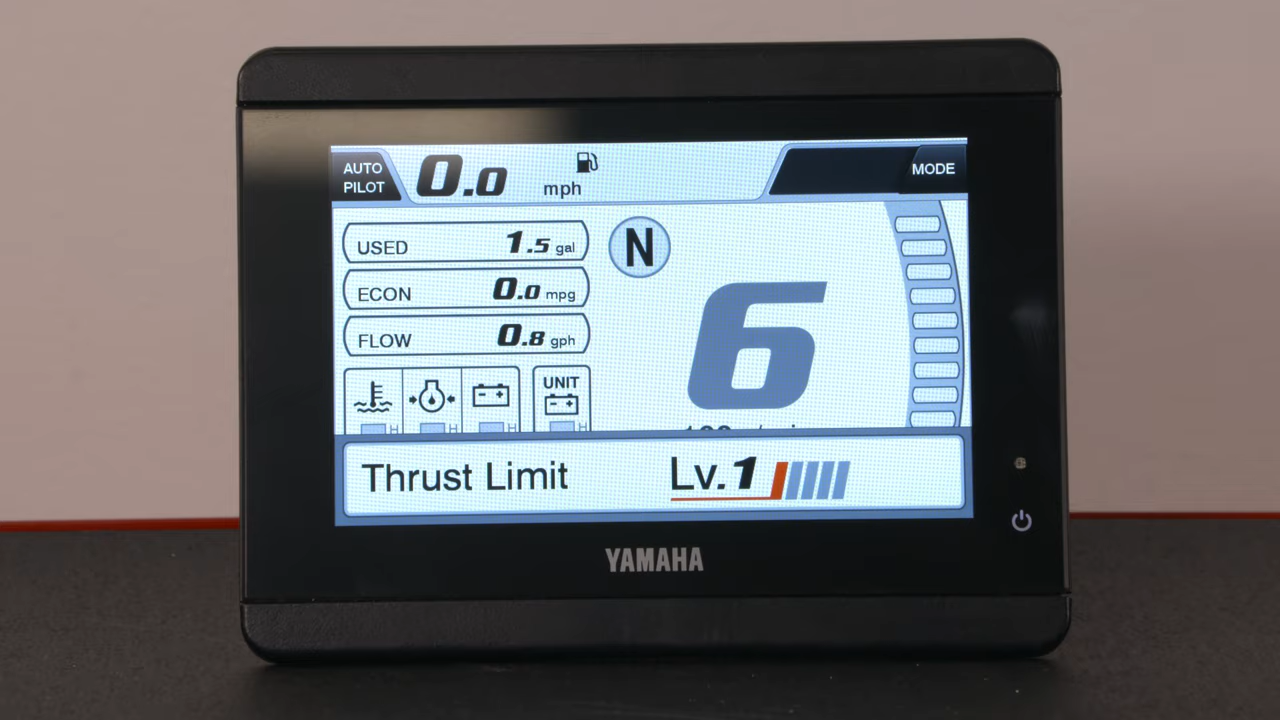 AUTO
PILOT
0.0 mph
MODE
USED 1.5 gal
N
ECON 0.0 mpg
FLOW 0.8 gph
6
UNIT
H H H H
Thrust Limit Lv.1
YAMAHA